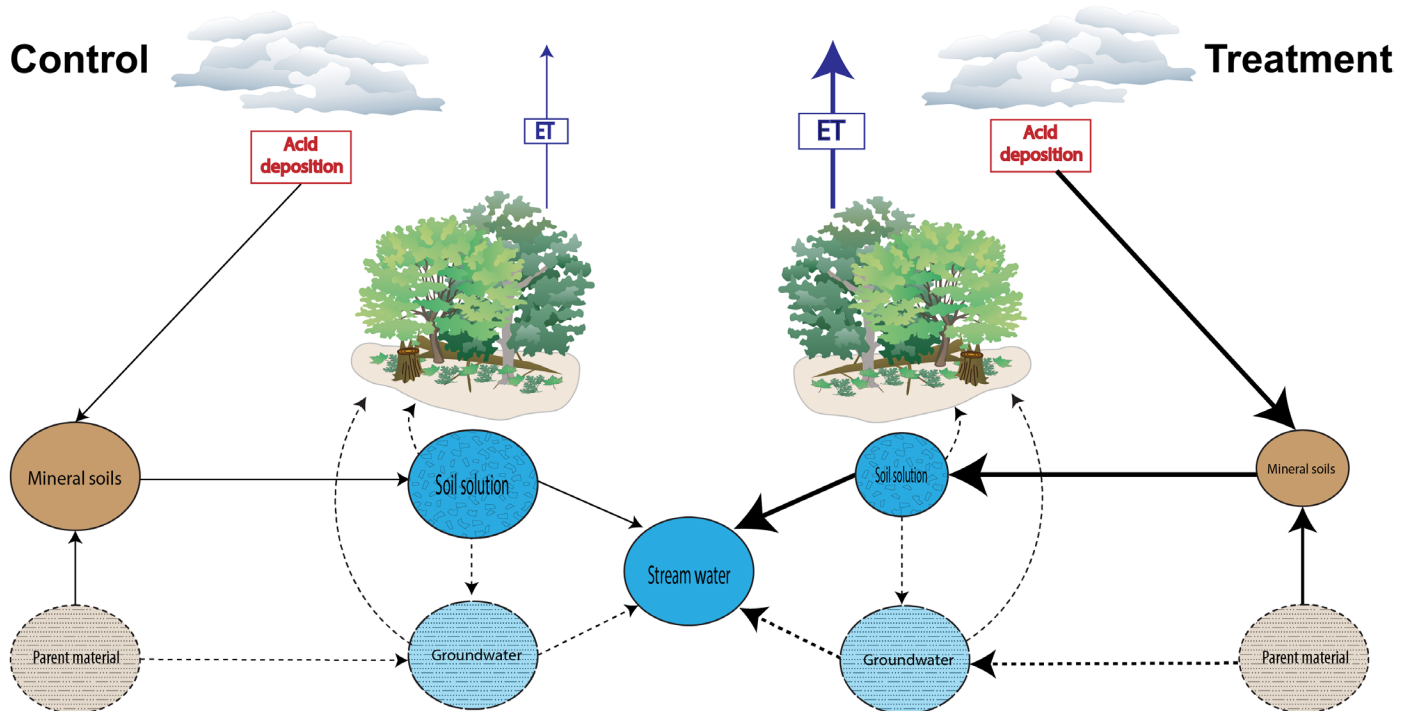 Control
Treatment
Acid
deposition
ET
ET
Acid
deposition
Mineral soils
Soil solution
Soil solution
Mineral soils
Stream water
Parent material
Groundwater
Groundwater
Parent material